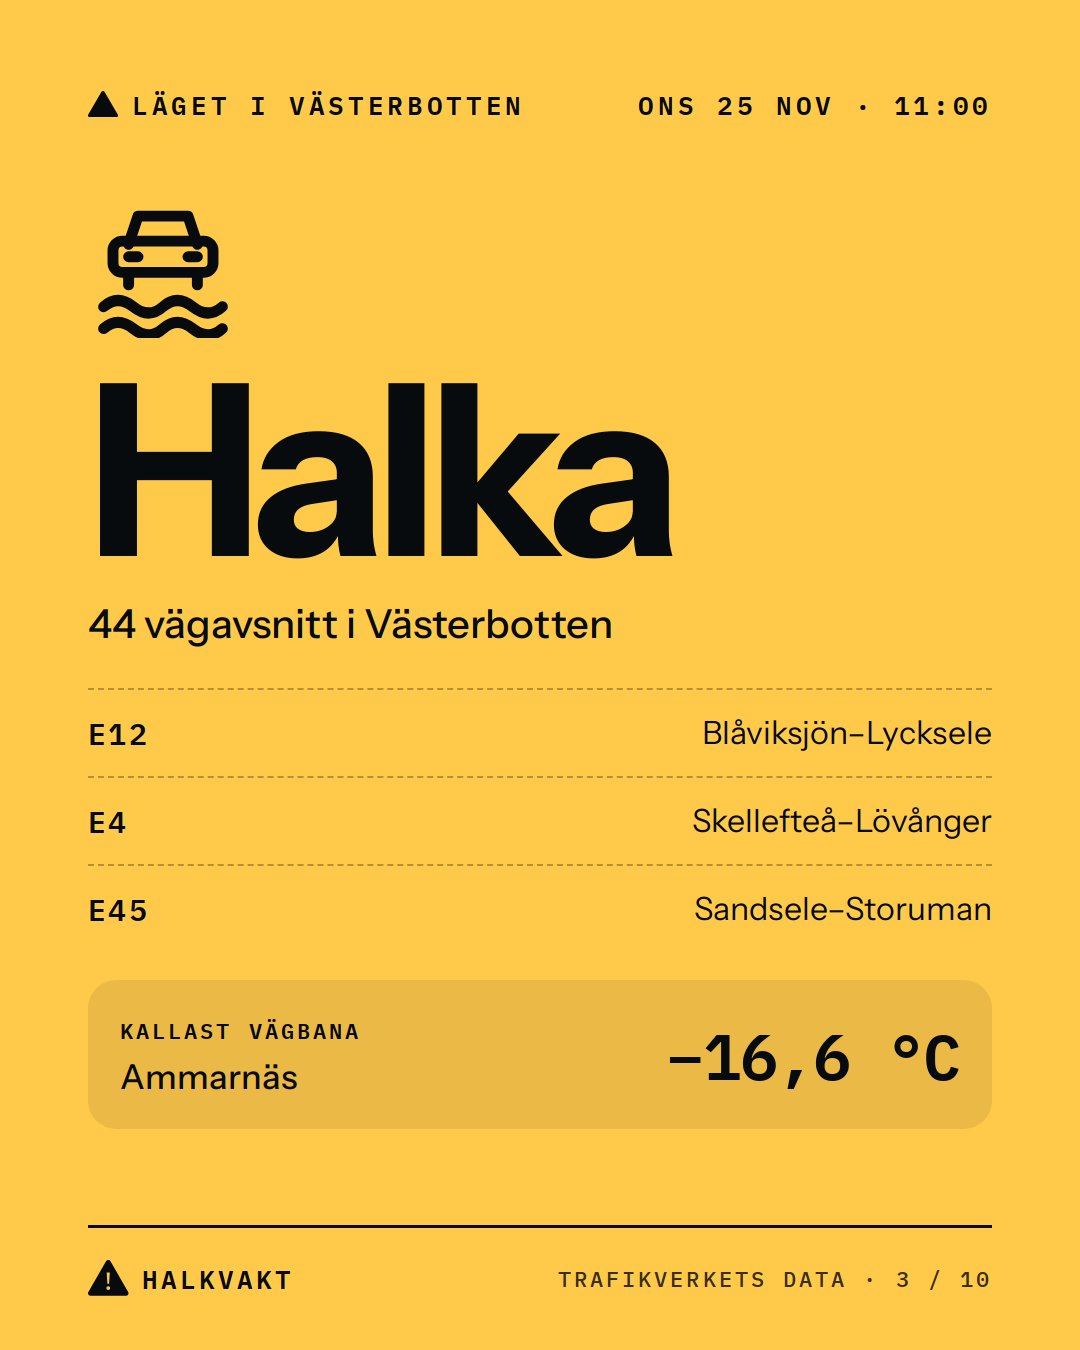 LÄGET I VÄSTERBOTTEN
ONS 25 NOV · 11:00
Halka
44 vägavsnitt i Västerbotten
E12 Blåviksjön–Lycksele
E4 Skellefteå–Lövånger
E45 Sandsele–Storuman
KALLAST VÄGBANA
Ammarnäs
−16,6 °C
HALKVAKT
TRAFIKVERKETS DATA · 3 / 10